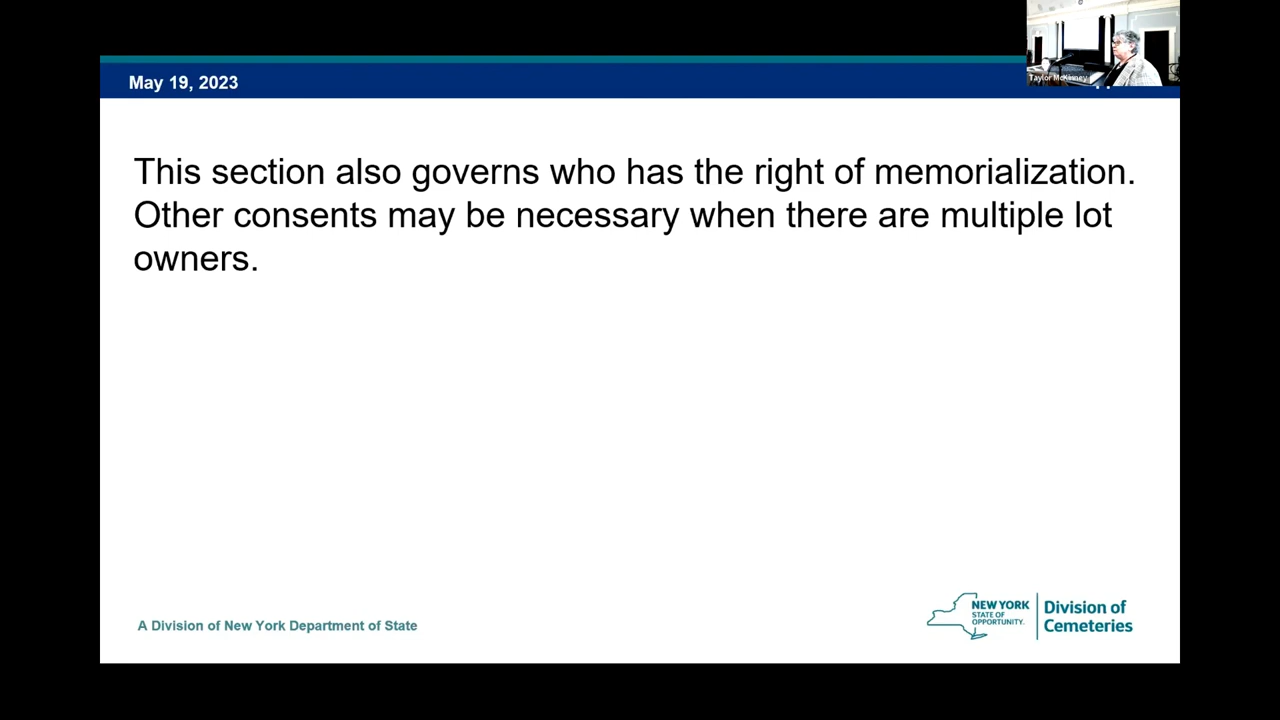 May 19, 2023
Taylor McKinney
This section also governs who has the right of memorialization.
Other consents may be necessary when there are multiple lot
owners.
A Division of New York Department of State
NEW YORK
STATE OF
OPPORTUNITY.
Division of
Cemeteries